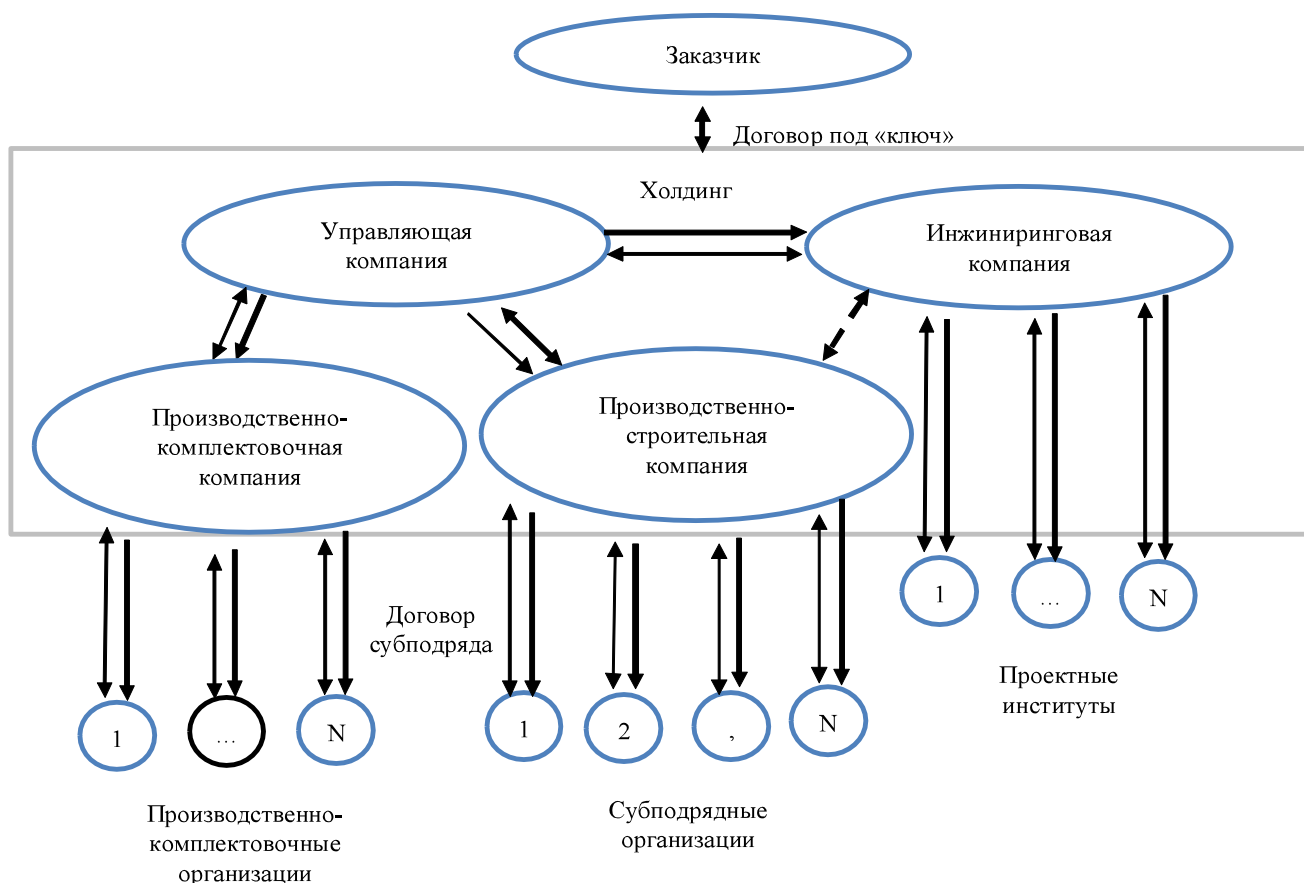 Заказчик
Договор под «ключ»
Холдинг
Управляющая
компания
Инжиниринговая
компания
Производственно-
комплектовочная
компания
Производственно-
строительная
компания
1
…
N
Договор
субподряда
1
…
N
1
2
,
N
Проектные
институты
Производственно-
комплектовочные
организации
Субподрядные
организации